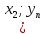 x₂; yₙ
¿